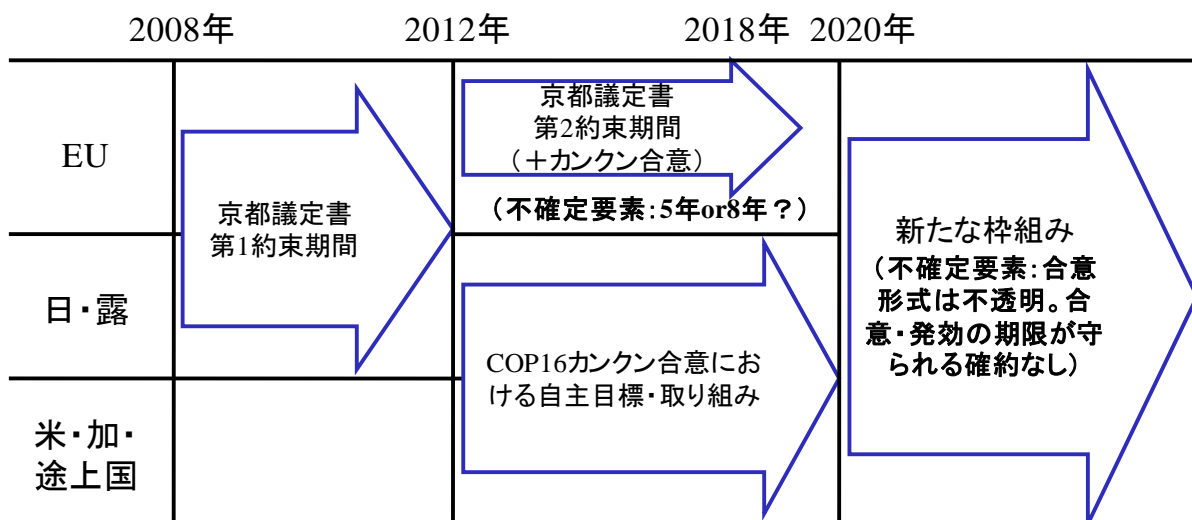 2008年
2012年
2018年
2020年
EU
京都議定書
第1約束期間
京都議定書
第2約束期間
（＋カンクン合意）
（不確定要素：5年or8年？）
新たな枠組み
（不確定要素：合意
形式は不透明。合
意・発効の期限が守
られる確約なし）
日・露
COP16カンクン合意にお
ける自主目標・取り組み
米・加・
途上国